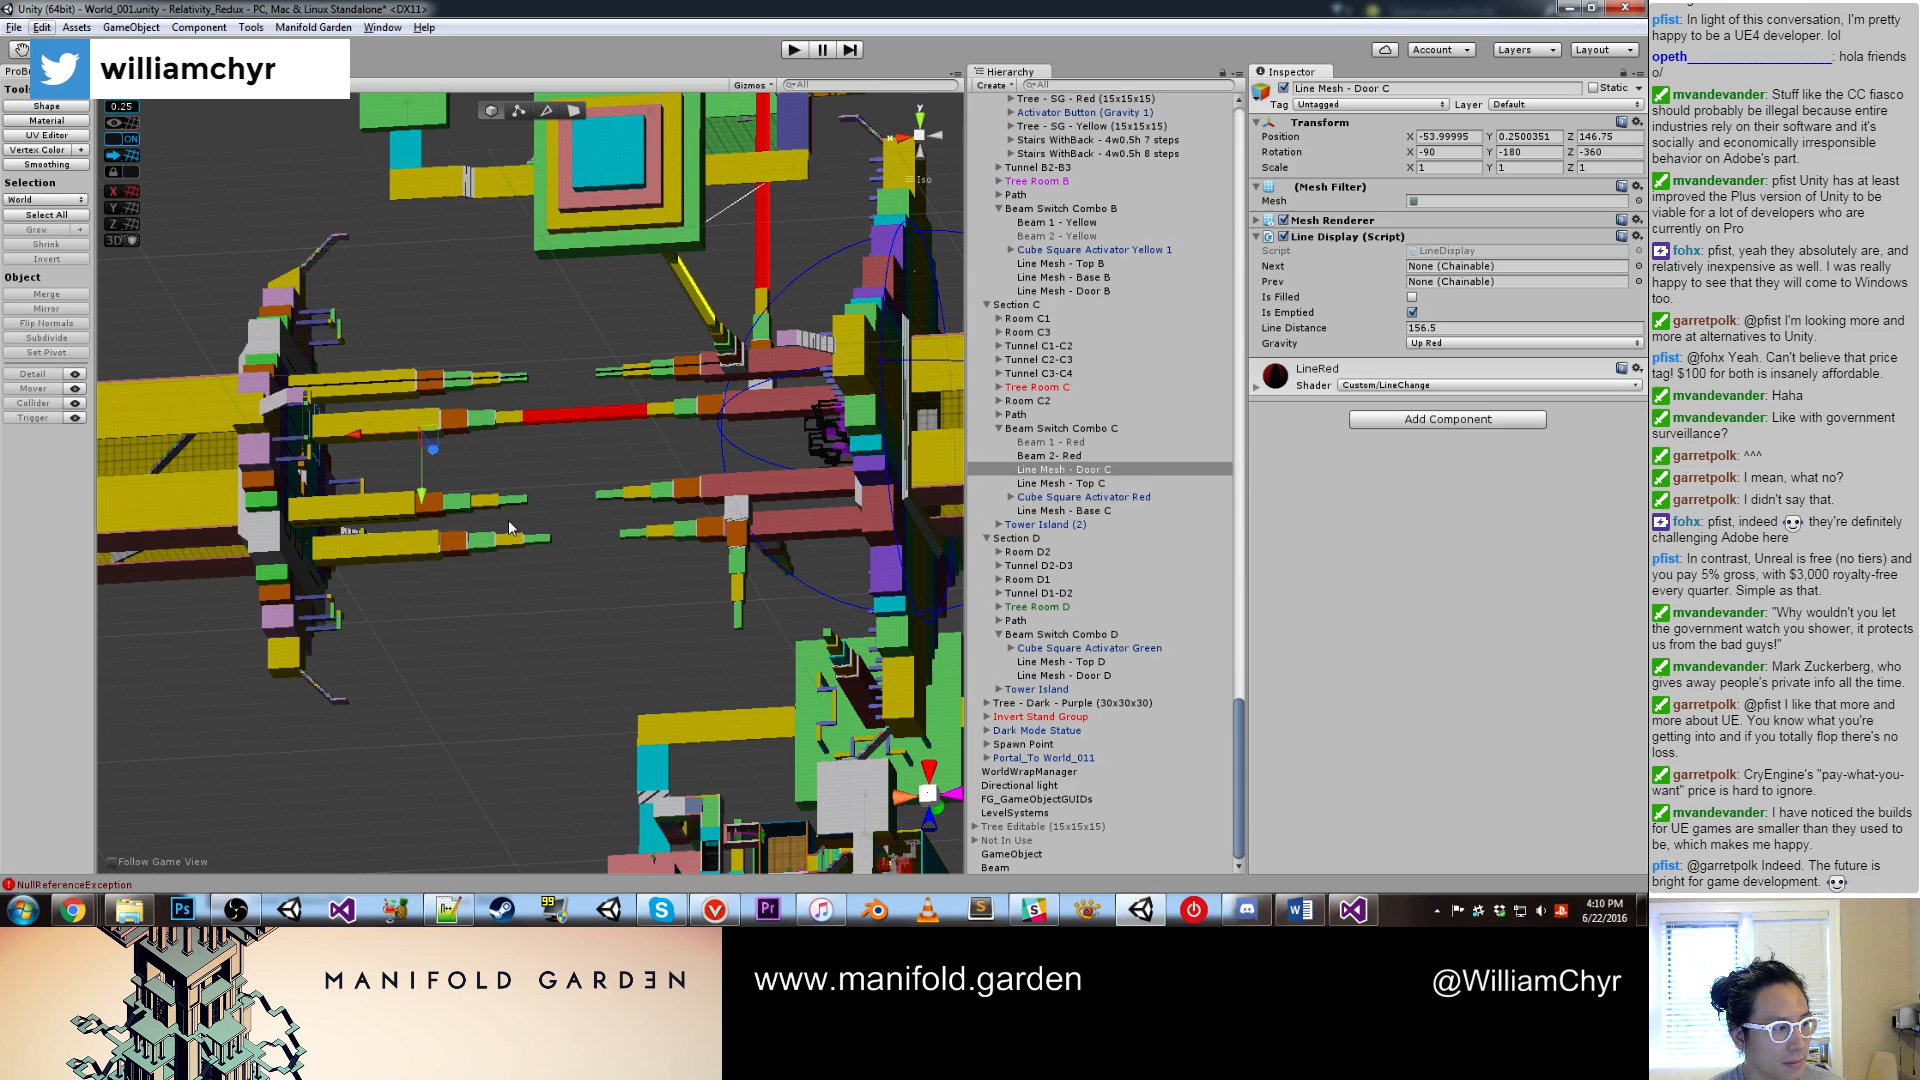 Unity (64bit) - World_001.unity - Relativity_Redux - PC, Mac & Linux Standalone* <DX11>
File Edit Assets GameObject Component Tools Manifold Garden Window Help
williamchyr
Account Layers Layout
ProBu
Tools
Shape
Material
UV Editor
Vertex Color +
Smoothing
Selection
World
Select All
Grow +
Shrink
Invert
Object
Merge
Mirror
Flip Normals
Subdivide
Set Pivot
Detail
Mover
Collider
Trigger
0.25
ON
X
Y
Z
3D
Gizmos All
y
x
Iso
Follow Game View
NullReferenceException
Hierarchy
Create All
Tree - SG - Red (15x15x15)
Activator Button (Gravity 1)
Tree - SG - Yellow (15x15x15)
Stairs WithBack - 4w0.5h 8 steps
Stairs WithBack - 4w0.5h 7 steps
Tunnel B2-B3
Tree Room B
Path
Beam Switch Combo B
Beam 1 - Yellow
Beam 2 - Yellow
Cube Square Activator Yellow 1
Line Mesh - Top B
Line Mesh - Base B
Line Mesh - Door B
Section C
Room C1
Room C3
Tunnel C1-C2
Tunnel C2-C3
Tunnel C3-C4
Tree Room C
Room C2
Path
Beam Switch Combo C
Beam 1 - Red
Beam 2- Red
Line Mesh - Door C
Line Mesh - Top C
Cube Square Activator Red
Line Mesh - Base C
Tower Island (2)
Section D
Room D2
Tunnel D2-D3
Room D1
Tunnel D1-D2
Tree Room D
Path
Beam Switch Combo D
Cube Square Activator Green
Line Mesh - Top D
Line Mesh - Door D
Tower Island
Tree - Dark - Purple (30x30x30)
Invert Stand Group
Dark Mode Statue
Spawn Point
Portal_To World_011
WorldWrapManager
Directional light
FG_GameObjectGUIDs
LevelSystems
Tree Editable (15x15x15)
Not In Use
GameObject
Beam
Inspector
Line Mesh - Door C Static
Tag Untagged Layer Default
Transform
Position X -53.99995 Y 0.2500351 Z 146.75
Rotation X -90 Y -180 Z -360
Scale X 1 Y 1 Z 1
(Mesh Filter)
Mesh
Mesh Renderer
Line Display (Script)
Script LineDisplay
Next None (Chainable)
Prev None (Chainable)
Is Filled
Is Emptied
Line Distance 156.5
Gravity Up Red
LineRed
Shader Custom/LineChange
Add Component
pfist: In light of this conversation, I'm pretty
happy to be a UE4 developer. lol
opeth______________________: hola friends
o/
mvandevander: Stuff like the CC fiasco
should probably be illegal because entire
industries rely on their software and it's
socially and economically irresponsible
behavior on Adobe's part.
mvandevander: pfist Unity has at least
improved the Plus version of Unity to be
viable for a lot of developers who are
currently on Pro
fohx: pfist, yeah they absolutely are, and
relatively inexpensive as well. I was really
happy to see that they will come to Windows
too.
garretpolk: @pfist I'm looking more and
more at alternatives to Unity.
pfist: @fohx Yeah. Can't believe that price
tag! $100 for both is insanely affordable.
mvandevander: Haha
mvandevander: Like with government
surveillance?
garretpolk: ^^^
garretpolk: I mean, what no?
garretpolk: I didn't say that.
fohx: pfist, indeed they're definitely
challenging Adobe here
pfist: In contrast, Unreal is free (no tiers) and
you pay 5% gross, with $3,000 royalty-free
every quarter. Simple as that.
mvandevander: "Why wouldn't you let
the government watch you shower, it protects
us from the bad guys!"
mvandevander: Mark Zuckerberg, who
gives away people's private info all the time.
garretpolk: @pfist I like that more and
more about UE. You know what you're
getting into and if you totally flop there's no
loss.
garretpolk: CryEngine's "pay-what-you-
want" price is hard to ignore.
mvandevander: I have noticed the builds
for UE games are smaller than they used to
be, which makes me happy.
pfist: @garretpolk Indeed. The future is
bright for game development.
Ps
99
Pr
S
W
4:10 PM
6/22/2016
MANIFOLD GARDEN
www.manifold.garden
@WilliamChyr